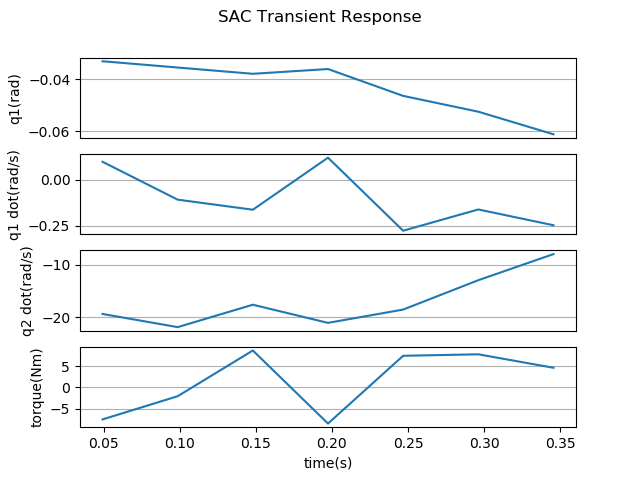 SAC Transient Response
q1(rad)
−0.04
−0.06
q1 dot(rad/s)
0.00
−0.25
q2 dot(rad/s)
−10
−20
torque(Nm)
5
0
−5
0.05 0.10 0.15 0.20 0.25 0.30 0.35
time(s)